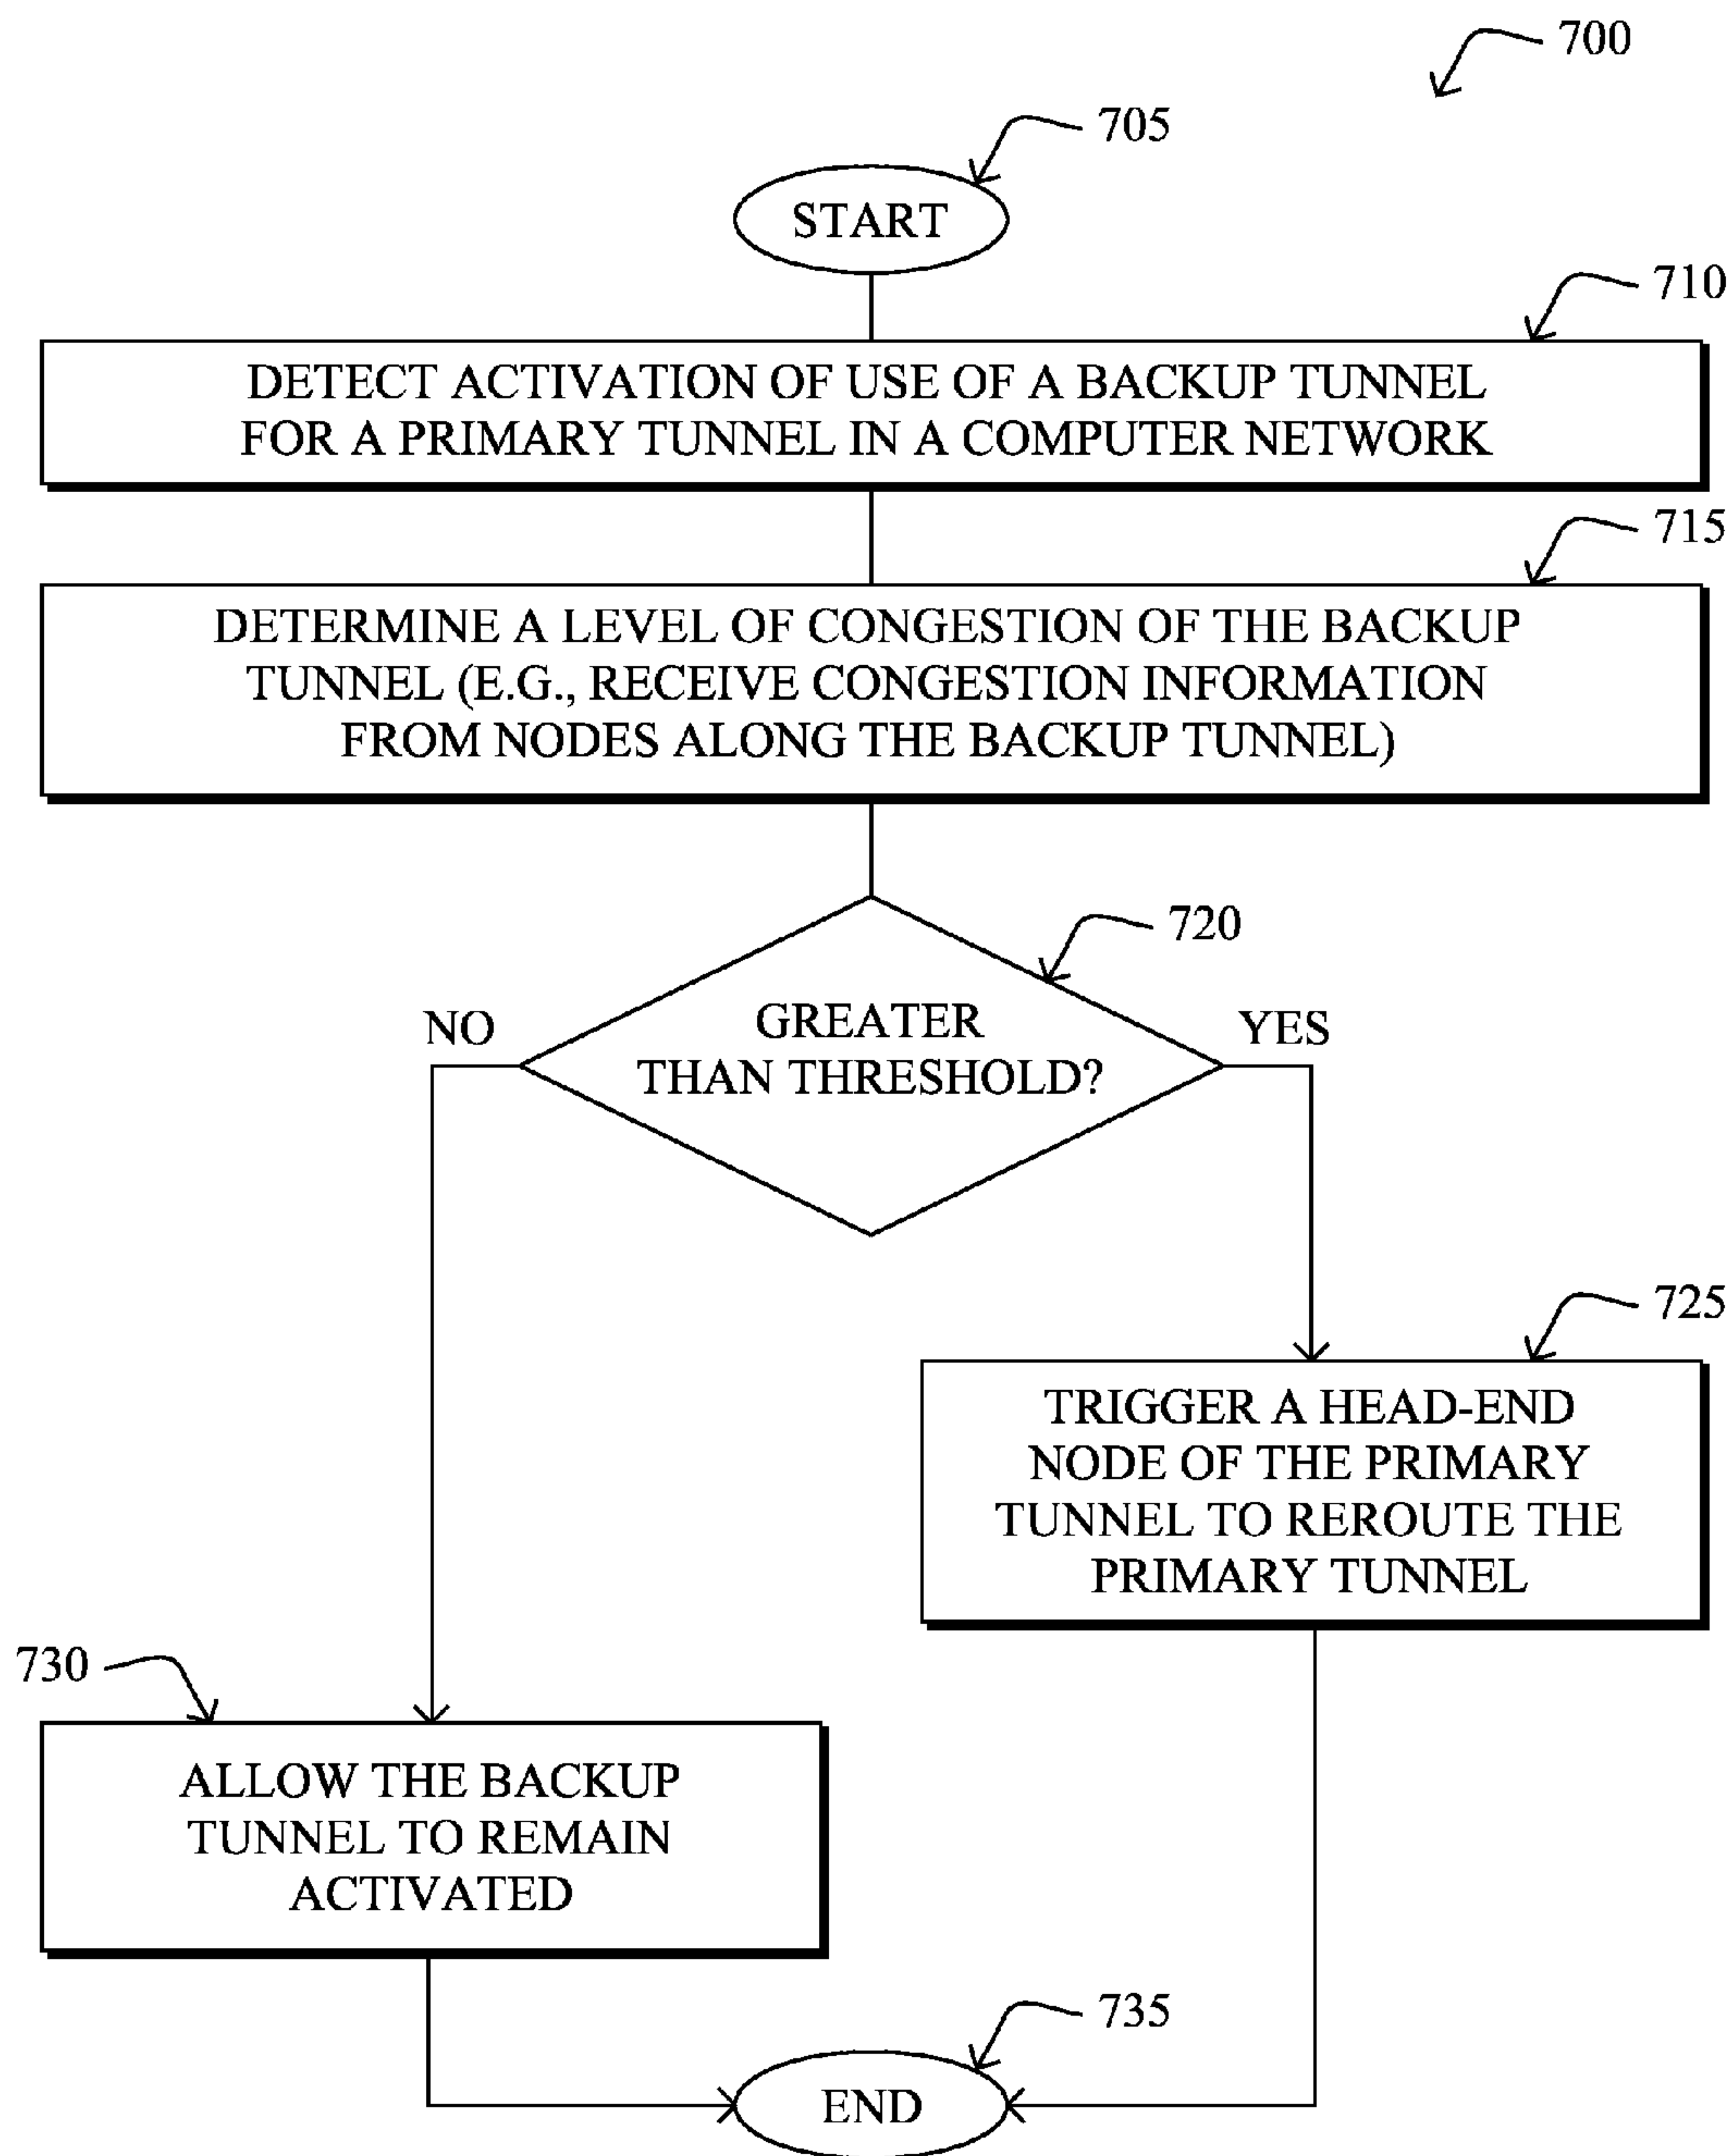 700
705
START
710
DETECT ACTIVATION OF USE OF A BACKUP TUNNEL
FOR A PRIMARY TUNNEL IN A COMPUTER NETWORK
715
DETERMINE A LEVEL OF CONGESTION OF THE BACKUP
TUNNEL (E.G., RECEIVE CONGESTION INFORMATION
FROM NODES ALONG THE BACKUP TUNNEL)
720
NO
GREATER
THAN THRESHOLD?
YES
725
TRIGGER A HEAD-END
NODE OF THE PRIMARY
TUNNEL TO REROUTE THE
PRIMARY TUNNEL
730
ALLOW THE BACKUP
TUNNEL TO REMAIN
ACTIVATED
735
END